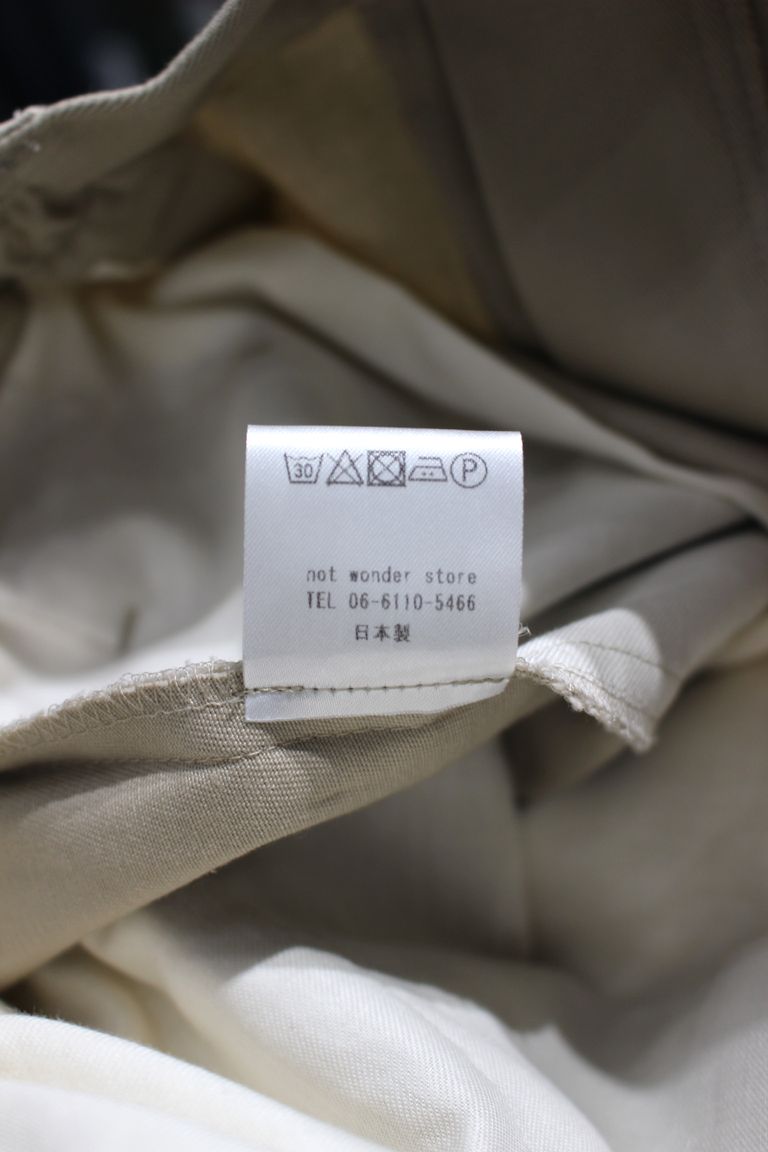 30 P
not wonder store
TEL 06-6110-5466
日本製